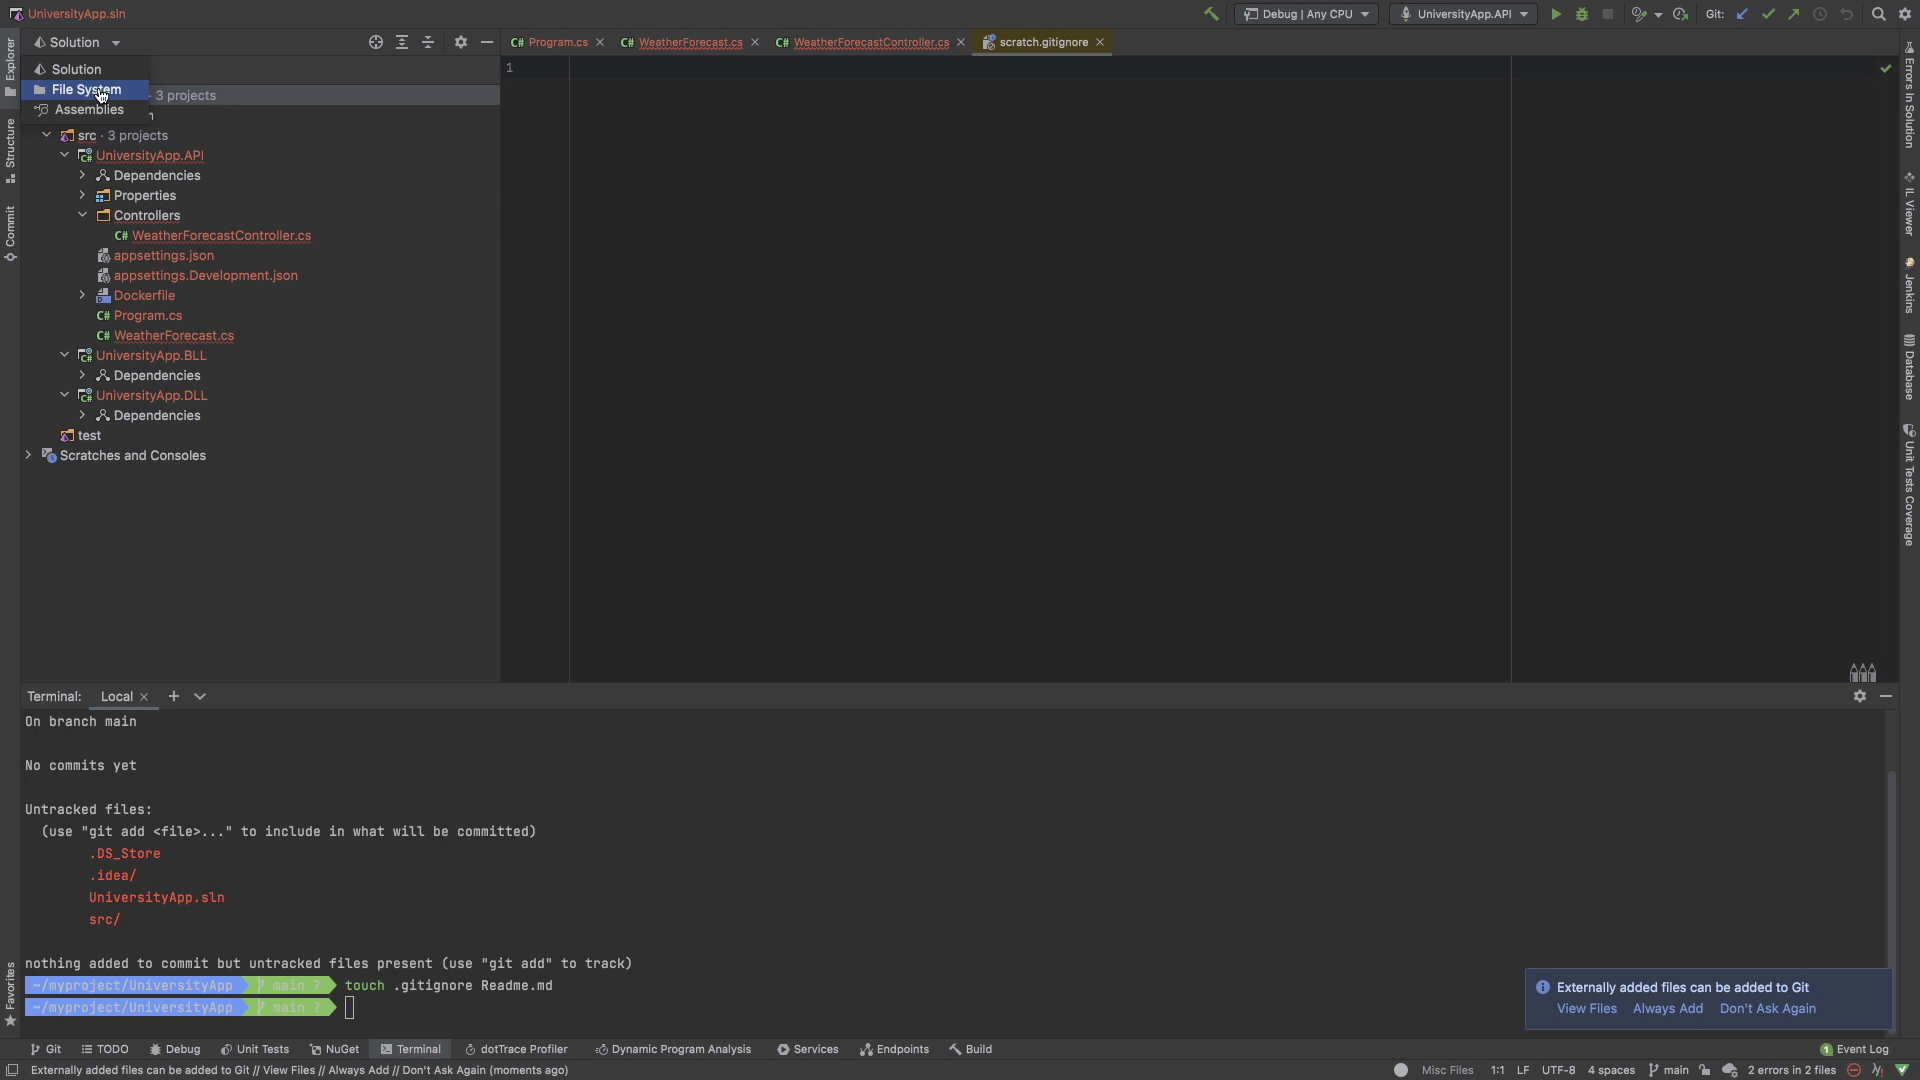 UniversityApp.sln
Debug | Any CPU
UniversityApp.API
Git:
Solution
Program.cs
WeatherForecast.cs
WeatherForecastController.cs
scratch.gitignore
Solution
File System
· 3 projects
Assemblies
src · 3 projects
UniversityApp.API
Dependencies
Properties
Controllers
C# WeatherForecastController.cs
appsettings.json
appsettings.Development.json
Dockerfile
C# Program.cs
C# WeatherForecast.cs
UniversityApp.BLL
Dependencies
UniversityApp.DLL
Dependencies
test
Scratches and Consoles
1
Explorer
Structure
Commit
Favorites
Errors In Solution
IL Viewer
Jenkins
Database
Unit Tests Coverage
Terminal: Local
On branch main
No commits yet
Untracked files:
(use "git add <file>..." to include in what will be committed)
.DS_Store
.idea/
UniversityApp.sln
src/
nothing added to commit but untracked files present (use "git add" to track)
~/myproject/UniversityApp main ? touch .gitignore Readme.md
~/myproject/UniversityApp main ?
Externally added files can be added to Git
View Files Always Add Don't Ask Again
Git TODO Debug Unit Tests NuGet Terminal dotTrace Profiler Dynamic Program Analysis Services Endpoints Build 1 Event Log
Externally added files can be added to Git // View Files // Always Add // Don't Ask Again (moments ago) Misc Files 1:1 LF UTF-8 4 spaces main 2 errors in 2 files